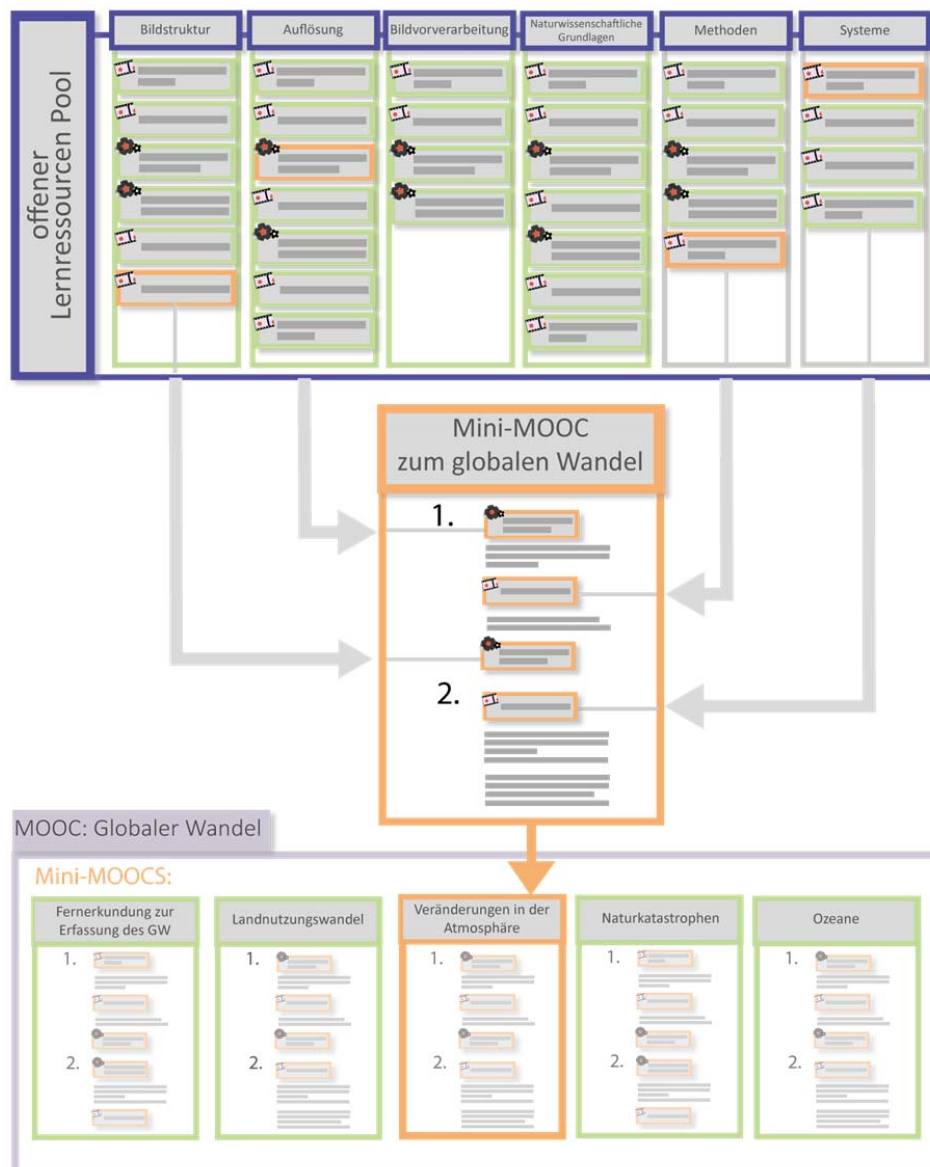 offener
Lernressourcen Pool
Bildstruktur
Auflösung
Bildvorverarbeitung
Naturwissenschaftliche
Grundlagen
Methoden
Systeme
Mini-MOOC
zum globalen Wandel
1.
2.
MOOC: Globaler Wandel
Mini-MOOCS:
Fernerkundung zur
Erfassung des GW
1.
2.
Landnutzungswandel
1.
2.
Veränderungen in der
Atmosphäre
1.
2.
Naturkatastrophen
1.
2.
Ozeane
1.
2.